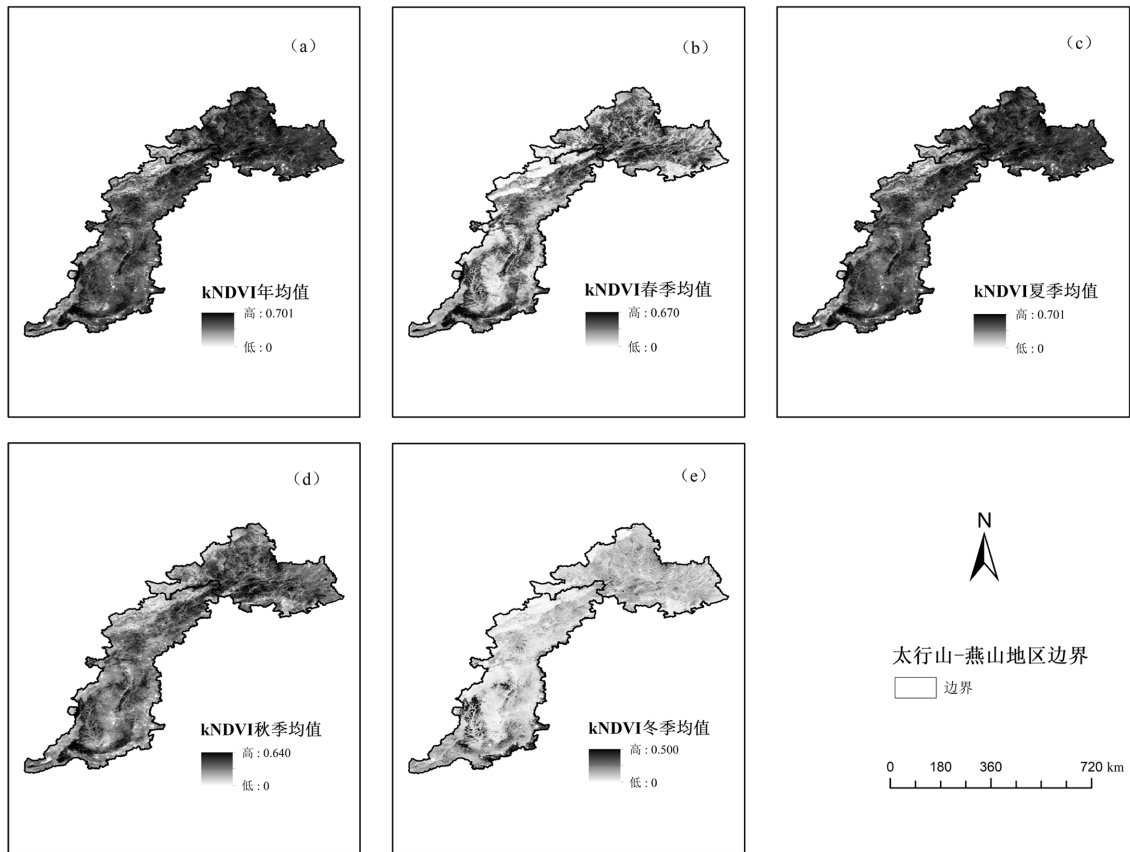 （a）
kNDVI年均值
高 : 0.701
低 : 0
（b）
kNDVI春季均值
高 : 0.670
低 : 0
（c）
kNDVI夏季均值
高 : 0.701
低 : 0
（d）
kNDVI秋季均值
高 : 0.640
低 : 0
（e）
kNDVI冬季均值
高 : 0.500
低 : 0
N
太行山-燕山地区边界
边界
0 180 360 720 km